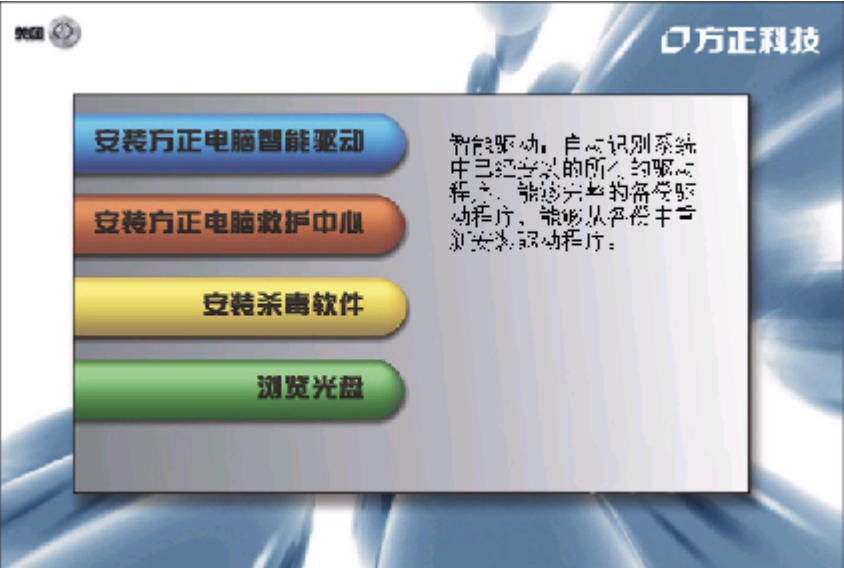 关闭
方正科技
安装方正电脑智能驱动
安装方正电脑救护中心
安装杀毒软件
浏览光盘
智能驱动,自动识别系统
中已经安装的所有的驱动
程序,能够完整的备份驱
动程序,能够从备份中重
新安装驱动程序。